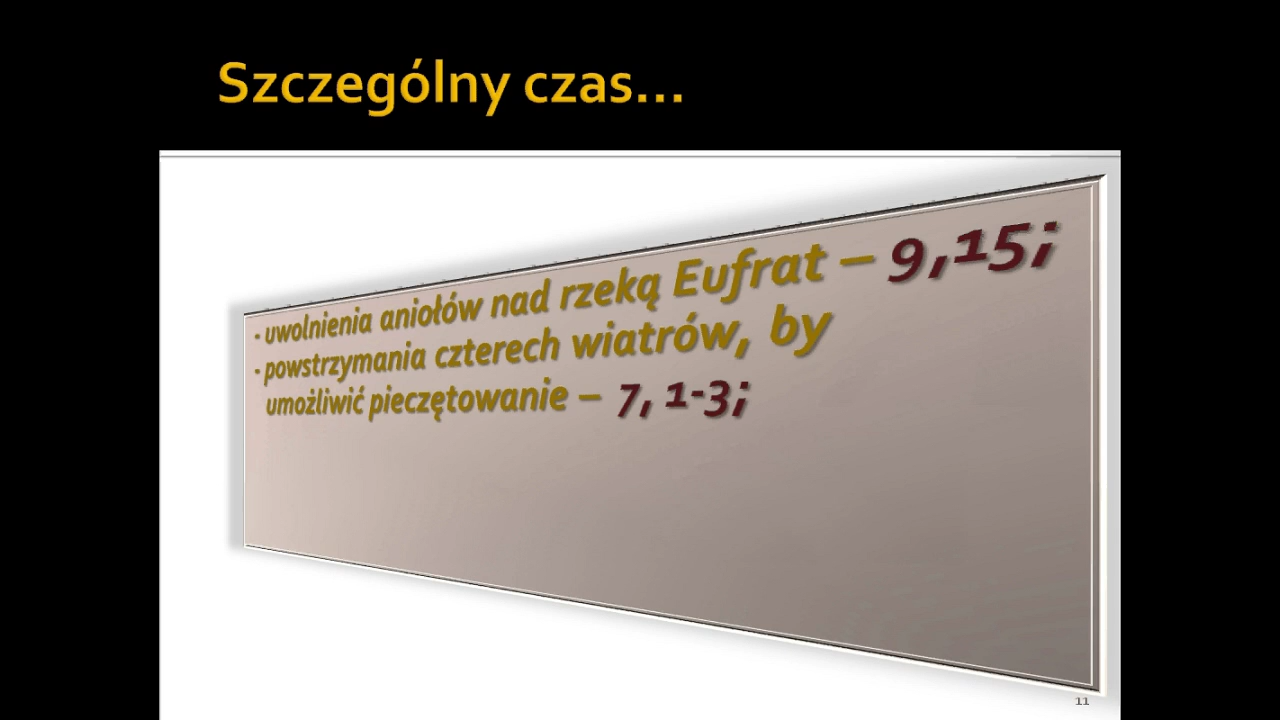 Szczególny czas...
- uwolnienia aniołów nad rzeką Eufrat – 9,15;
- powstrzymania czterech wiatrów, by
umożliwić pieczętowanie – 7, 1-3;
11